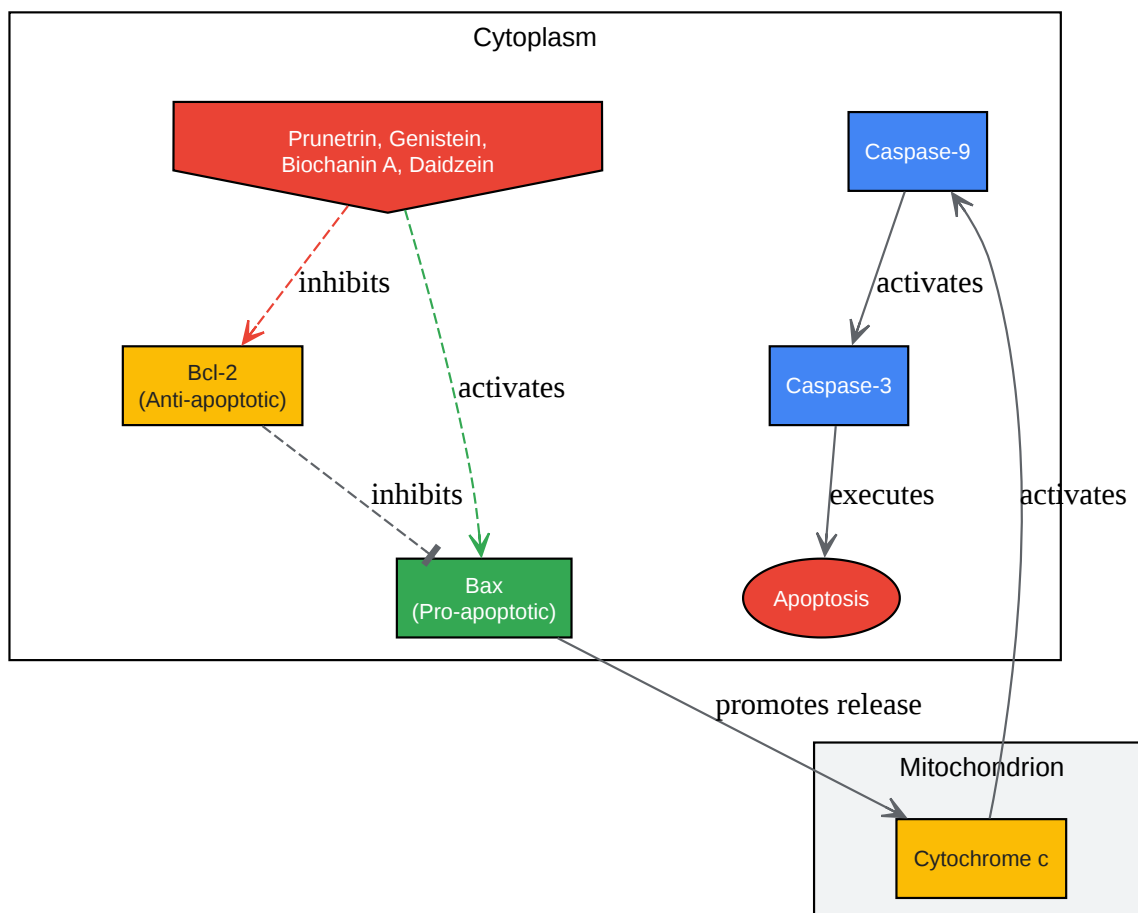 Cytoplasm
Prunetrin, Genistein,
Biochanin A, Daidzein
Caspase-9
inhibits
activates
Bcl-2
(Anti-apoptotic)
activates
Caspase-3
inhibits
executes
activates
Bax
(Pro-apoptotic)
Apoptosis
promotes release
Mitochondrion
Cytochrome c